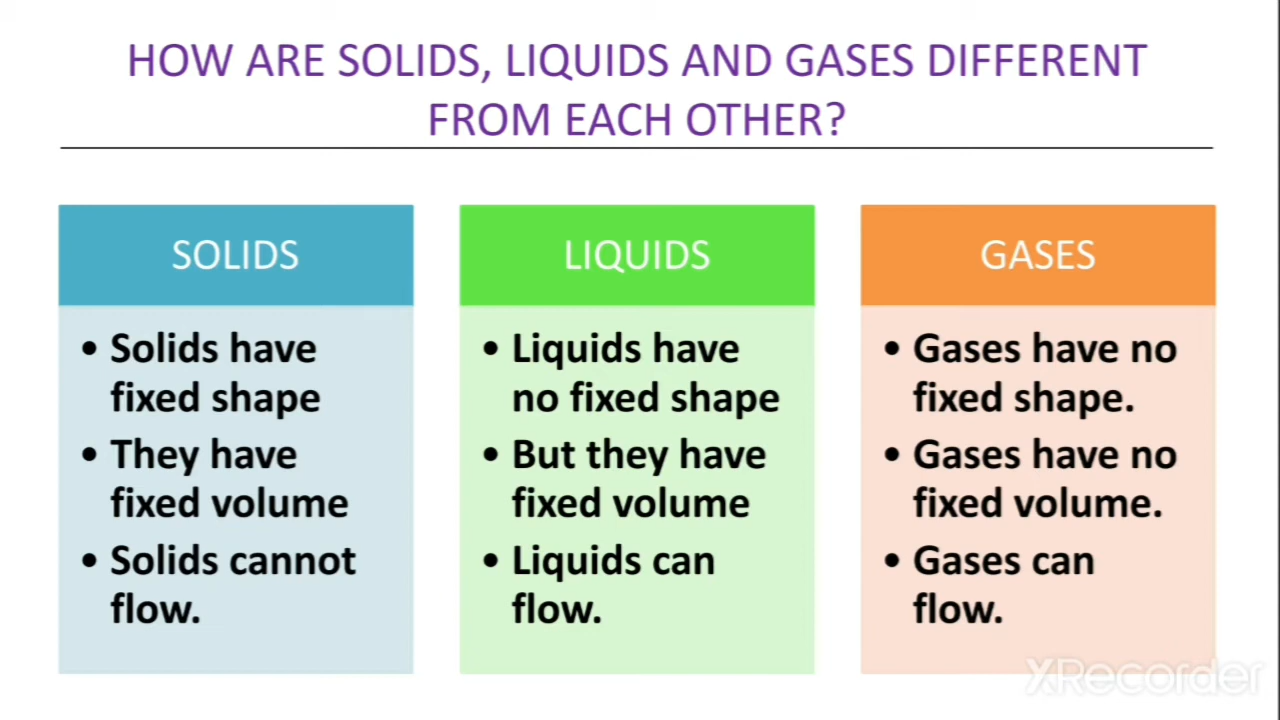 HOW ARE SOLIDS, LIQUIDS AND GASES DIFFERENT
FROM EACH OTHER?
SOLIDS
• Solids have
fixed shape
• They have
fixed volume
• Solids cannot
flow.
LIQUIDS
• Liquids have
no fixed shape
• But they have
fixed volume
• Liquids can
flow.
GASES
• Gases have no
fixed shape.
• Gases have no
fixed volume.
• Gases can
flow.
XRecorder